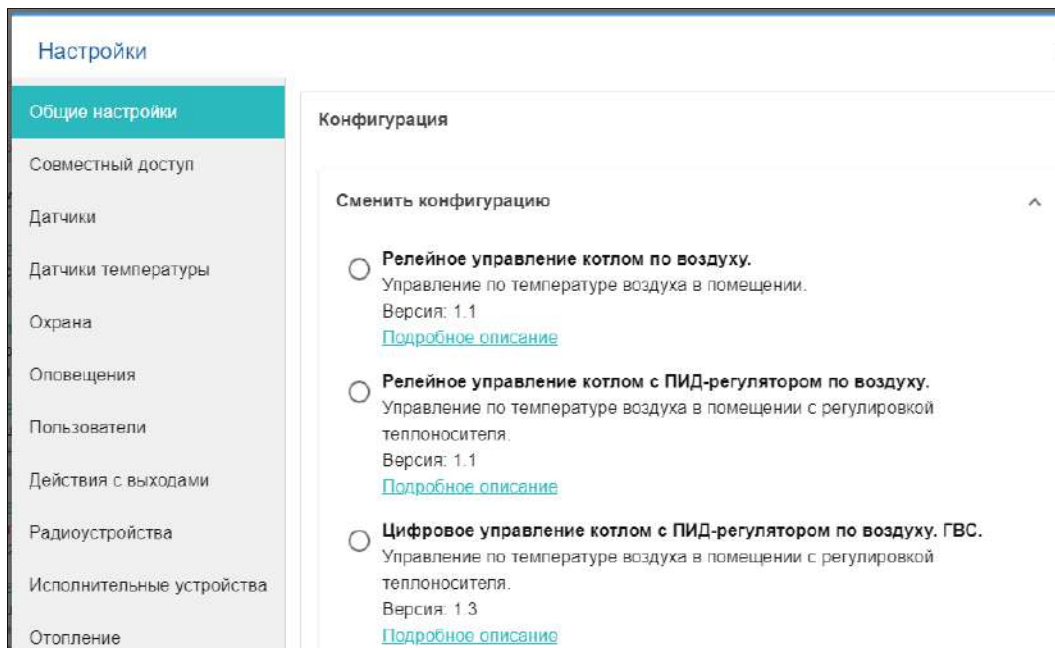 Настройки
Общие настройки
Совместный доступ
Датчики
Датчики температуры
Охрана
Оповещения
Пользователи
Действия с выходами
Радиоустройства
Исполнительные устройства
Отопление
Конфигурация
Сменить конфигурацию
Релейное управление котлом по воздуху.
Управление по температуре воздуха в помещении.
Версия: 1.1
Подробное описание
Релейное управление котлом с ПИД-регулятором по воздуху.
Управление по температуре воздуха в помещении с регулировкой
теплоносителя.
Версия: 1.1
Подробное описание
Цифровое управление котлом с ПИД-регулятором по воздуху. ГВС.
Управление по температуре воздуха в помещении с регулировкой
теплоносителя.
Версия: 1.3
Подробное описание